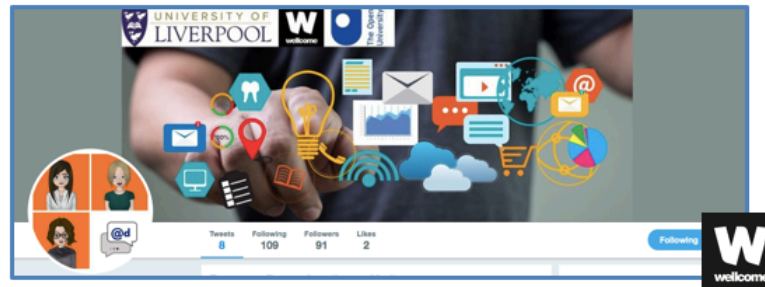 UNIVERSITY OF
LIVERPOOL
W
wellcome
The Open
University
@
@d
Tweets
Following
Followers
Likes
8
109
91
2
Following
W
wellcome